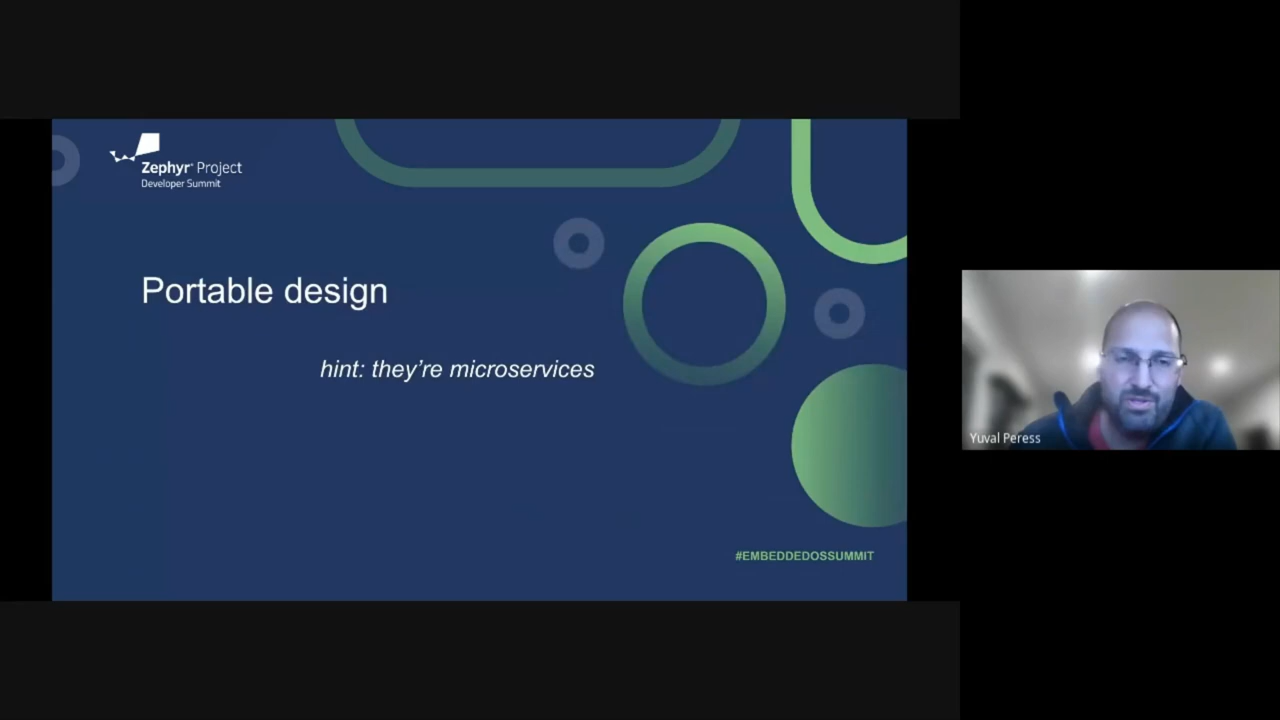 Zephyr® Project
Developer Summit
Portable design
hint: they're microservices
#EMBEDDEDOSSUMMIT
Yuval Peress